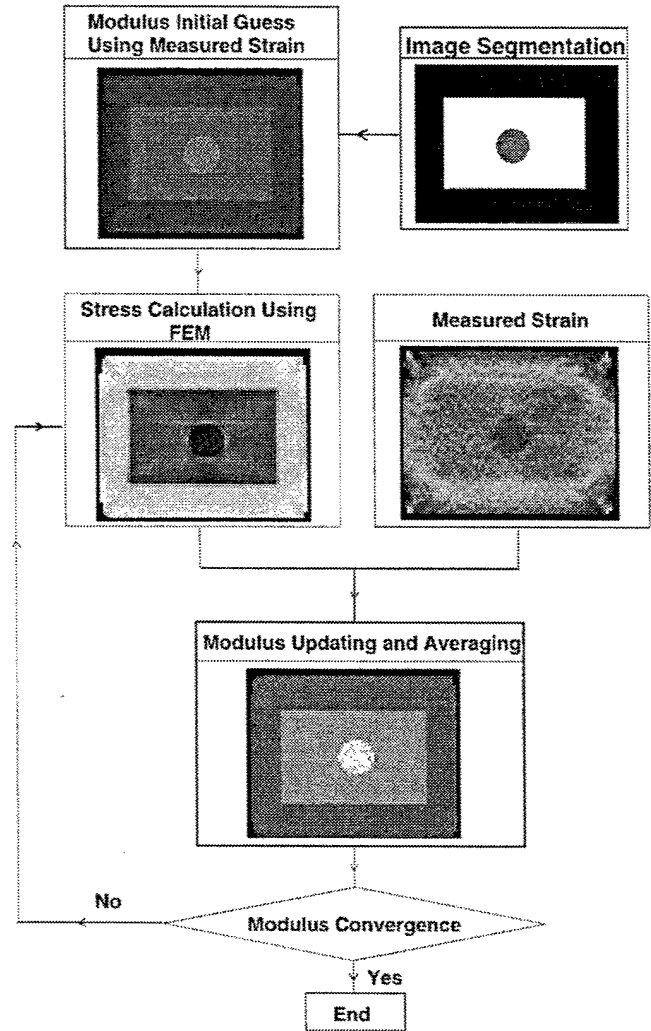 Modulus Initial Guess
Using Measured Strain
Image Segmentation
Stress Calculation Using
FEM
Measured Strain
Modulus Updating and Averaging
No
Modulus Convergence
Yes
End